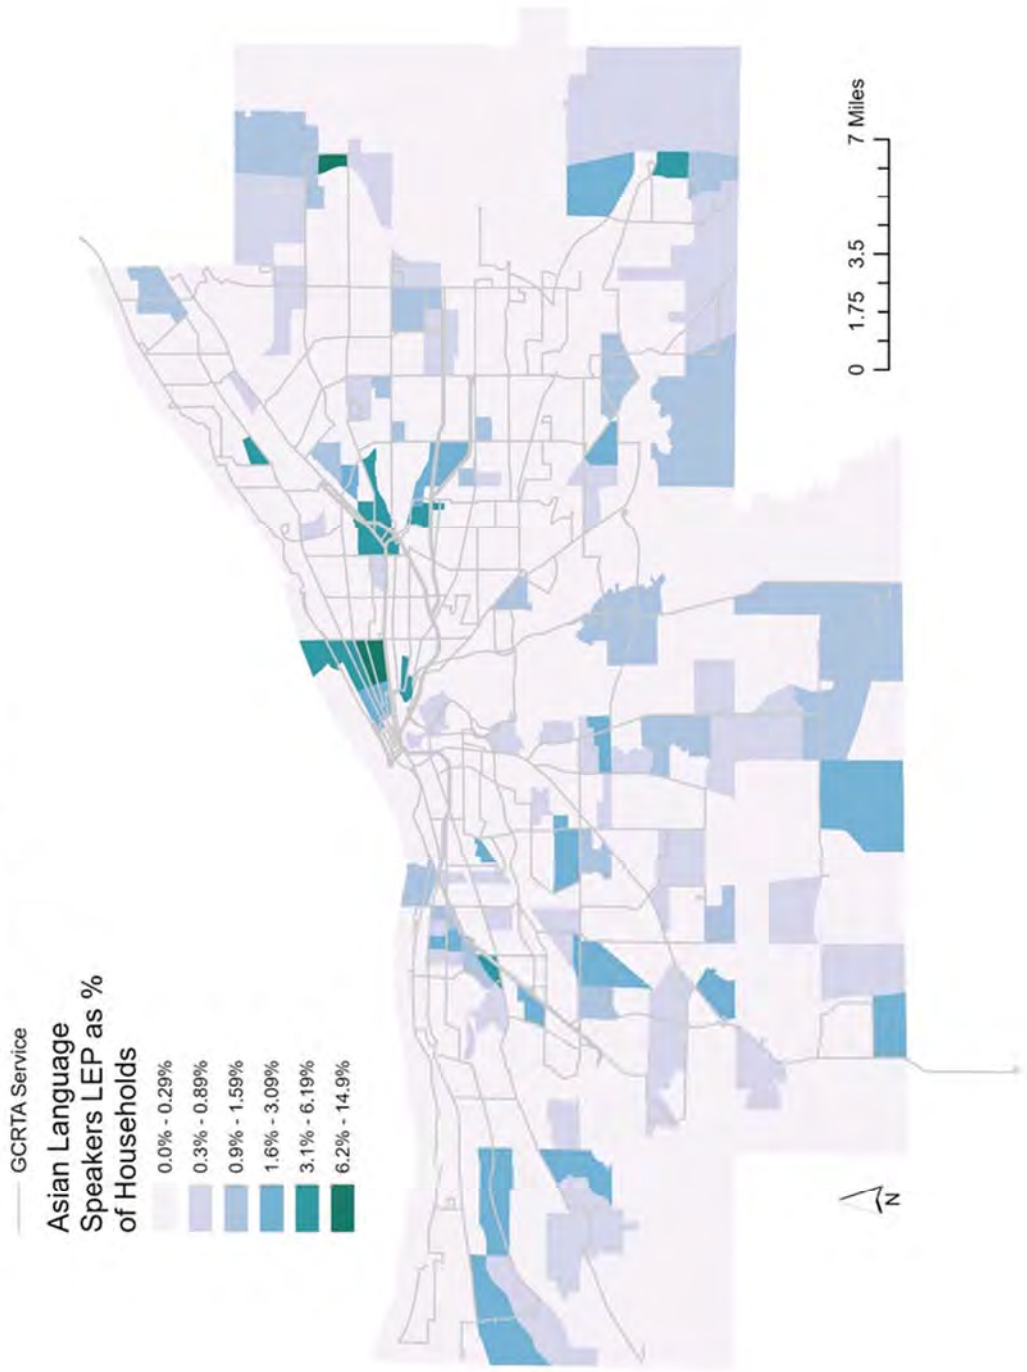 GCRTA Service
Asian Language
Speakers LEP as %
of Households
0.0% - 0.29%
0.3% - 0.89%
0.9% - 1.59%
1.6% - 3.09%
3.1% - 6.19%
6.2% - 14.9%
N
0 1.75 3.5 7 Miles